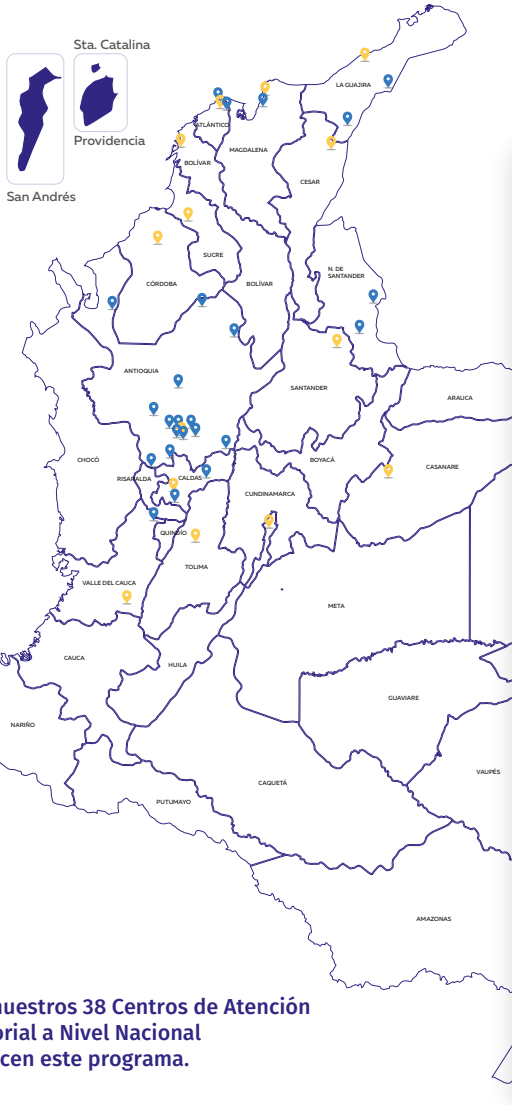 Sta. Catalina
Providencia
San Andrés
LA GUAJIRA
ATLÁNTICO
MAGDALENA
BOLÍVAR
CESAR
SUCRE
N. DE
SANTANDER
CÓRDOBA
BOLÍVAR
ANTIOQUIA
SANTANDER
ARAUCA
CHOCÓ
BOYACÁ
CASANARE
RISARALDA
CALDAS
CUNDINAMARCA
QUINDIO
TOLIMA
VALLE DEL CAUCA
META
CAUCA
HUILA
GUAVIARE
NARIÑO
VAUPÉS
CAQUETÁ
PUTUMAYO
AMAZONAS
nuestros 38 Centros de Atención
orial a Nivel Nacional
cen este programa.